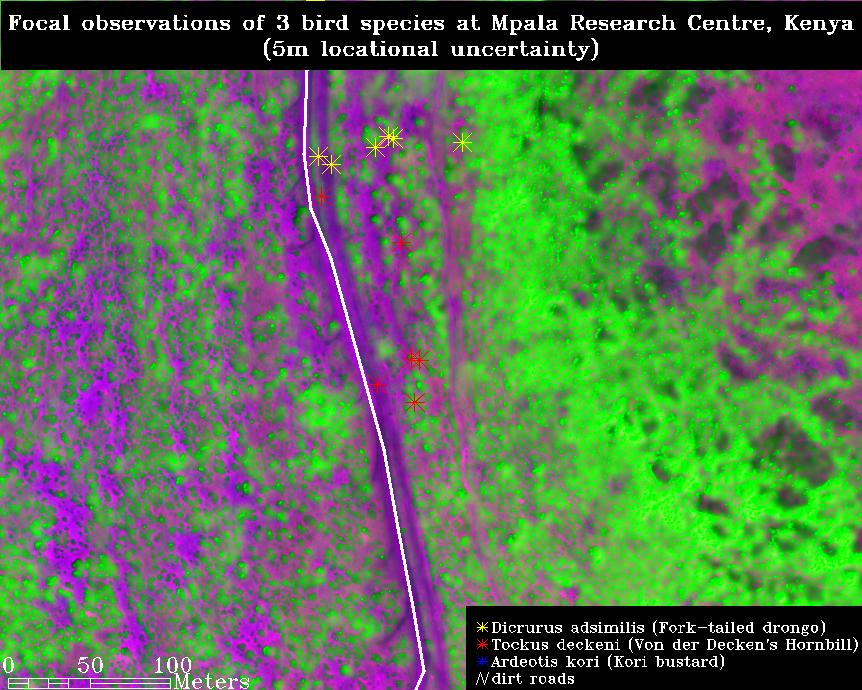 Focal observations of 3 bird species at Mpala Research Centre, Kenya
(5m locational uncertainty)
0 50 100
Meters
Dicrurus adsimilis (Fork-tailed drongo)
Tockus deckeni (Von der Decken's Hornbill)
Ardeotis kori (Kori bustard)
dirt roads